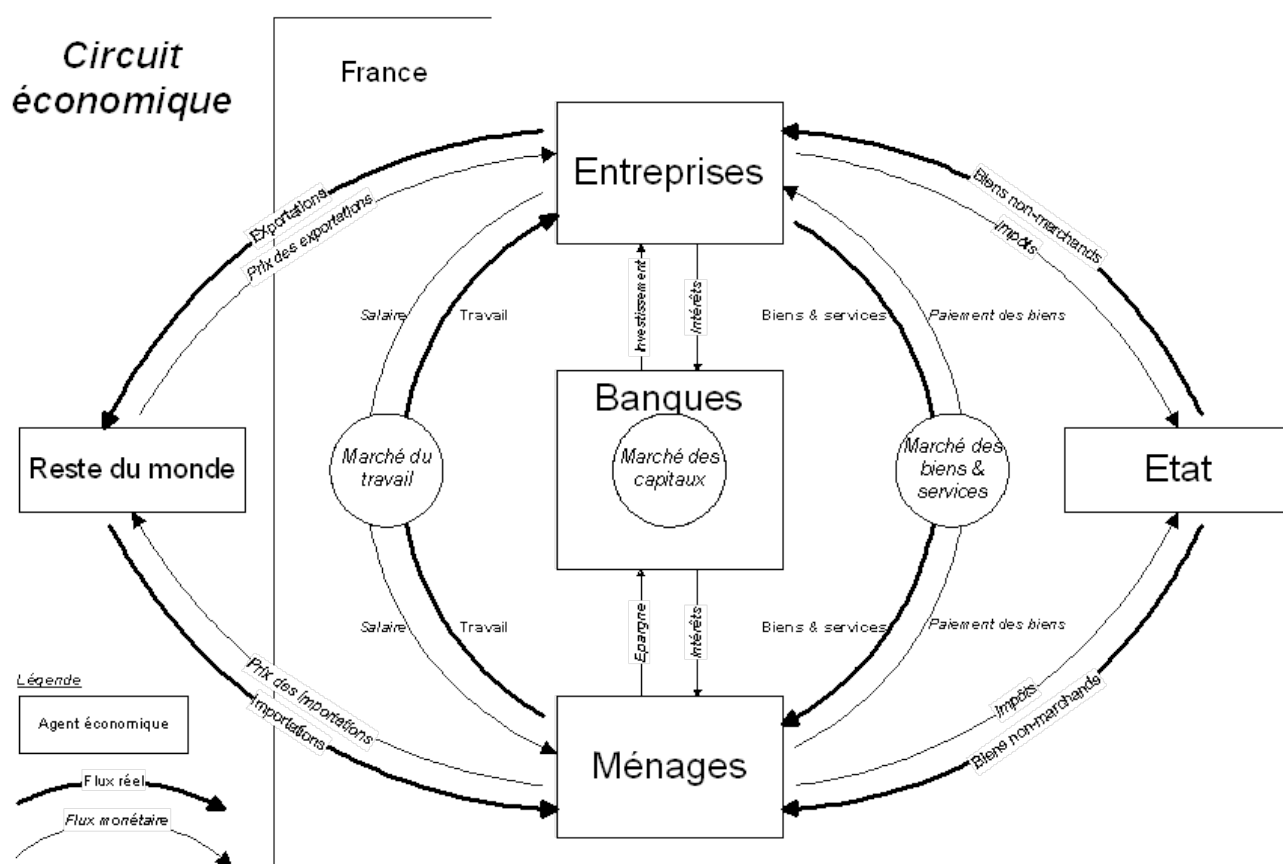 Circuit
économique
France
Entreprises
Exportations
Prix des exportations
Biens non-marchands
Impôts
Salaire
Travail
Investissement
Intérêts
Biens & services
Paiement des biens
Banques
Marché des
capitaux
Reste du monde
Marché du
travail
Marché des
biens &
services
Etat
Salaire
Travail
Epargne
Intérêts
Biens & services
Paiement des biens
Prix des importations
Importations
Impôts
Biens non-marchands
Ménages
Légende
Agent économique
Flux réel
Flux monétaire